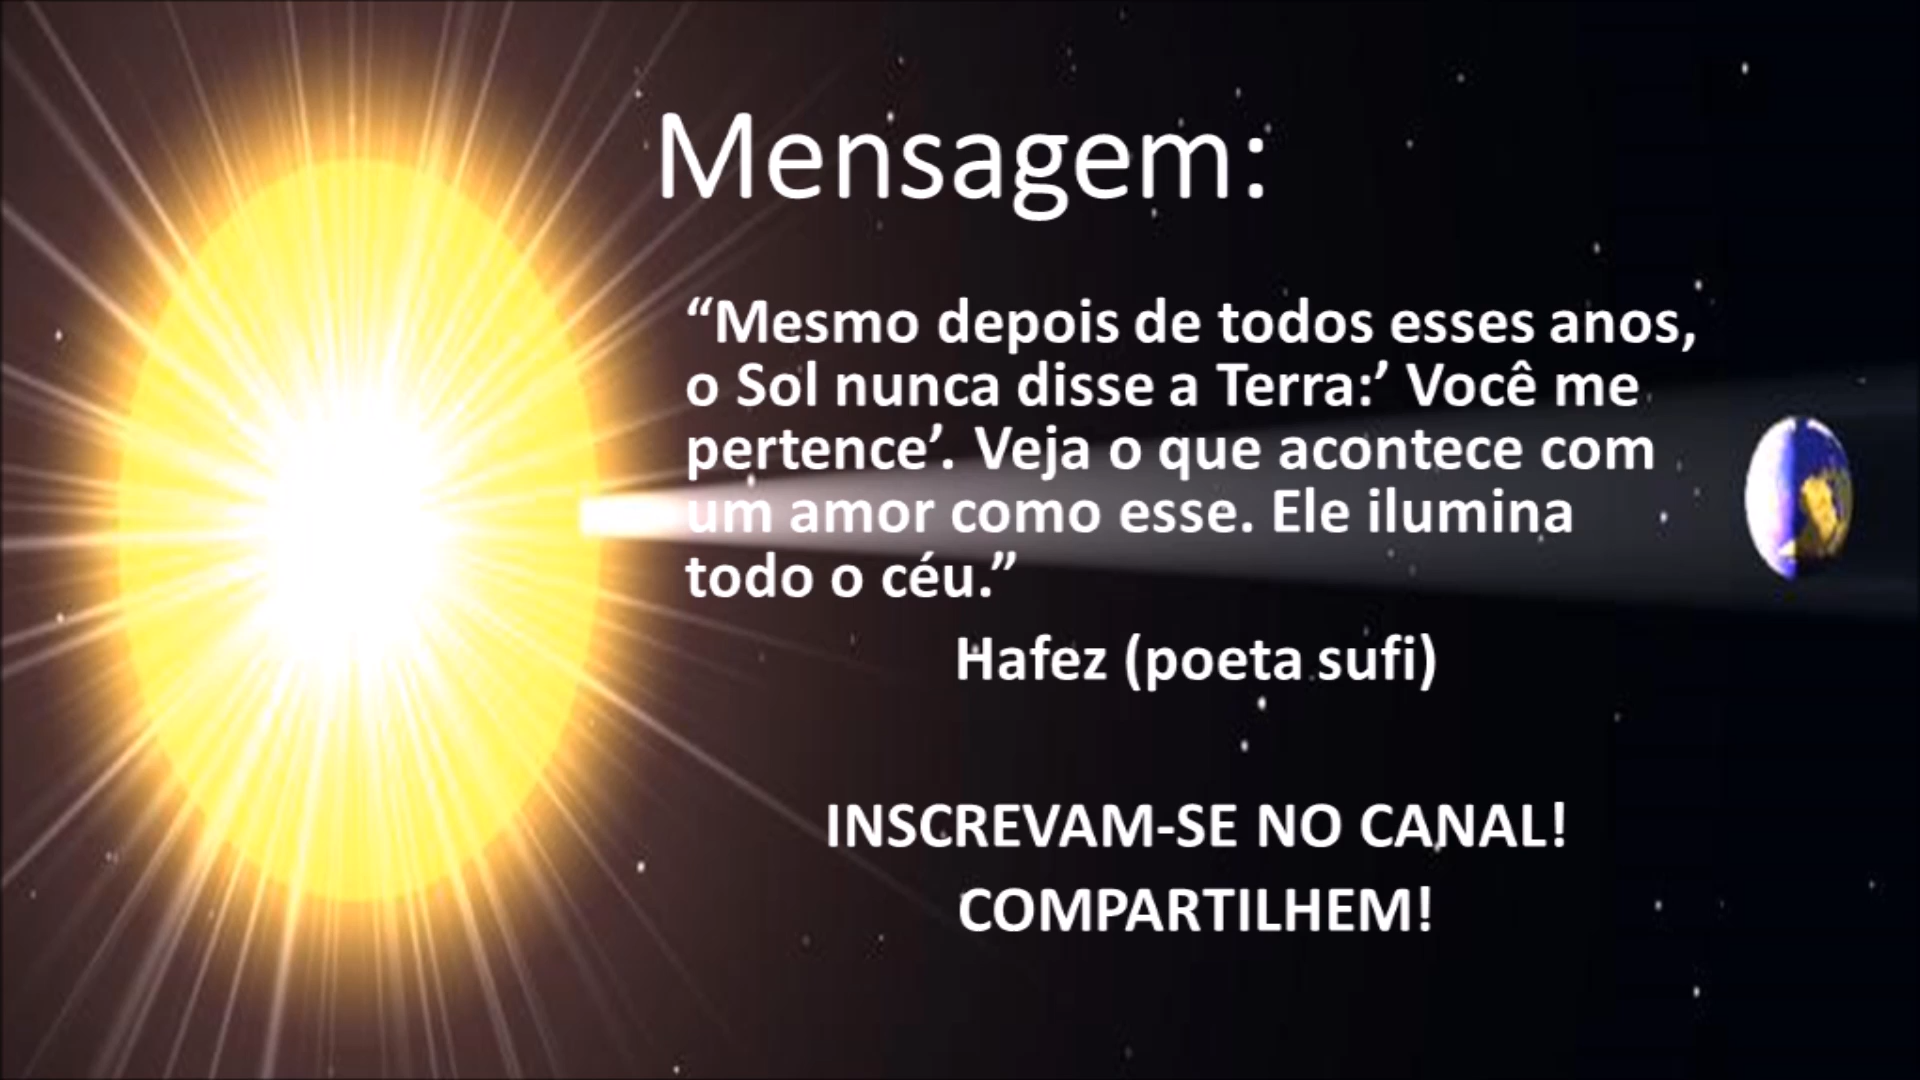 Mensagem:
“Mesmo depois de todos esses anos,
o Sol nunca disse a Terra:’ Você me
pertence’. Veja o que acontece com
um amor como esse. Ele ilumina
todo o céu.”
Hafez (poeta sufi)
INSCREVAM-SE NO CANAL!
COMPARTILHEM!